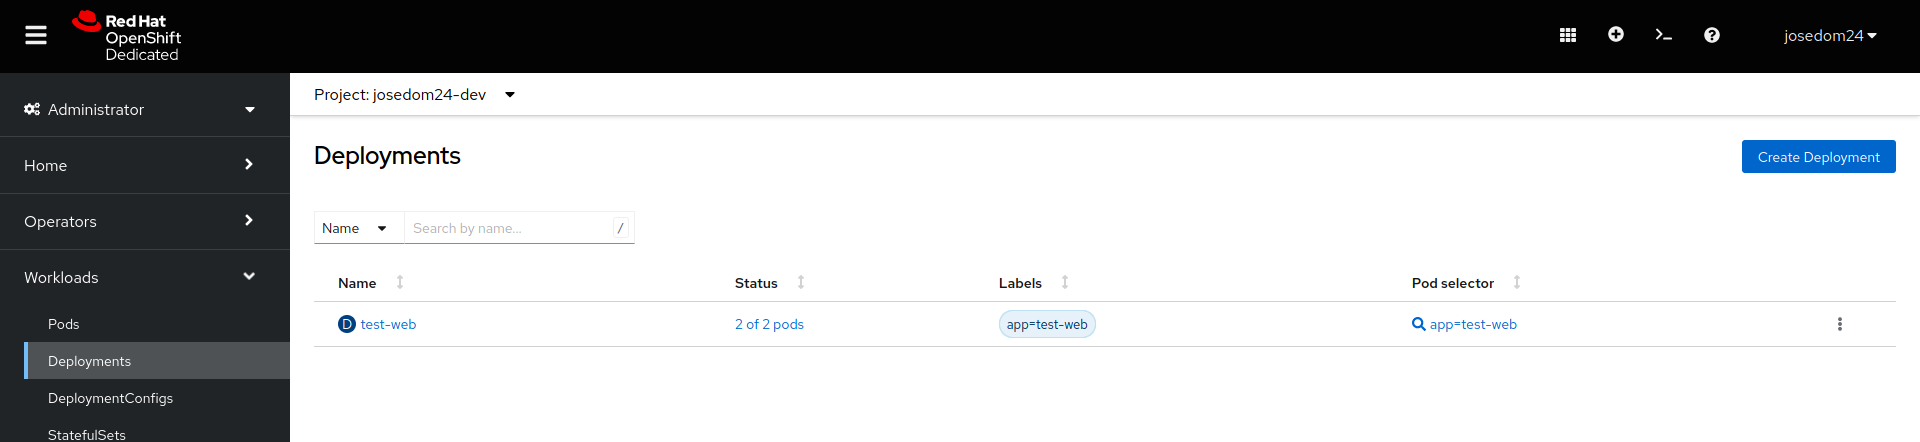 Red Hat
OpenShift
Dedicated
josedom24
Administrator
Home
Operators
Workloads
Pods
Deployments
DeploymentConfigs
StatefulSets
Project: josedom24-dev
Deployments
Create Deployment
Name
Search by name...
/
Name Status Labels Pod selector
D test-web 2 of 2 pods app=test-web app=test-web